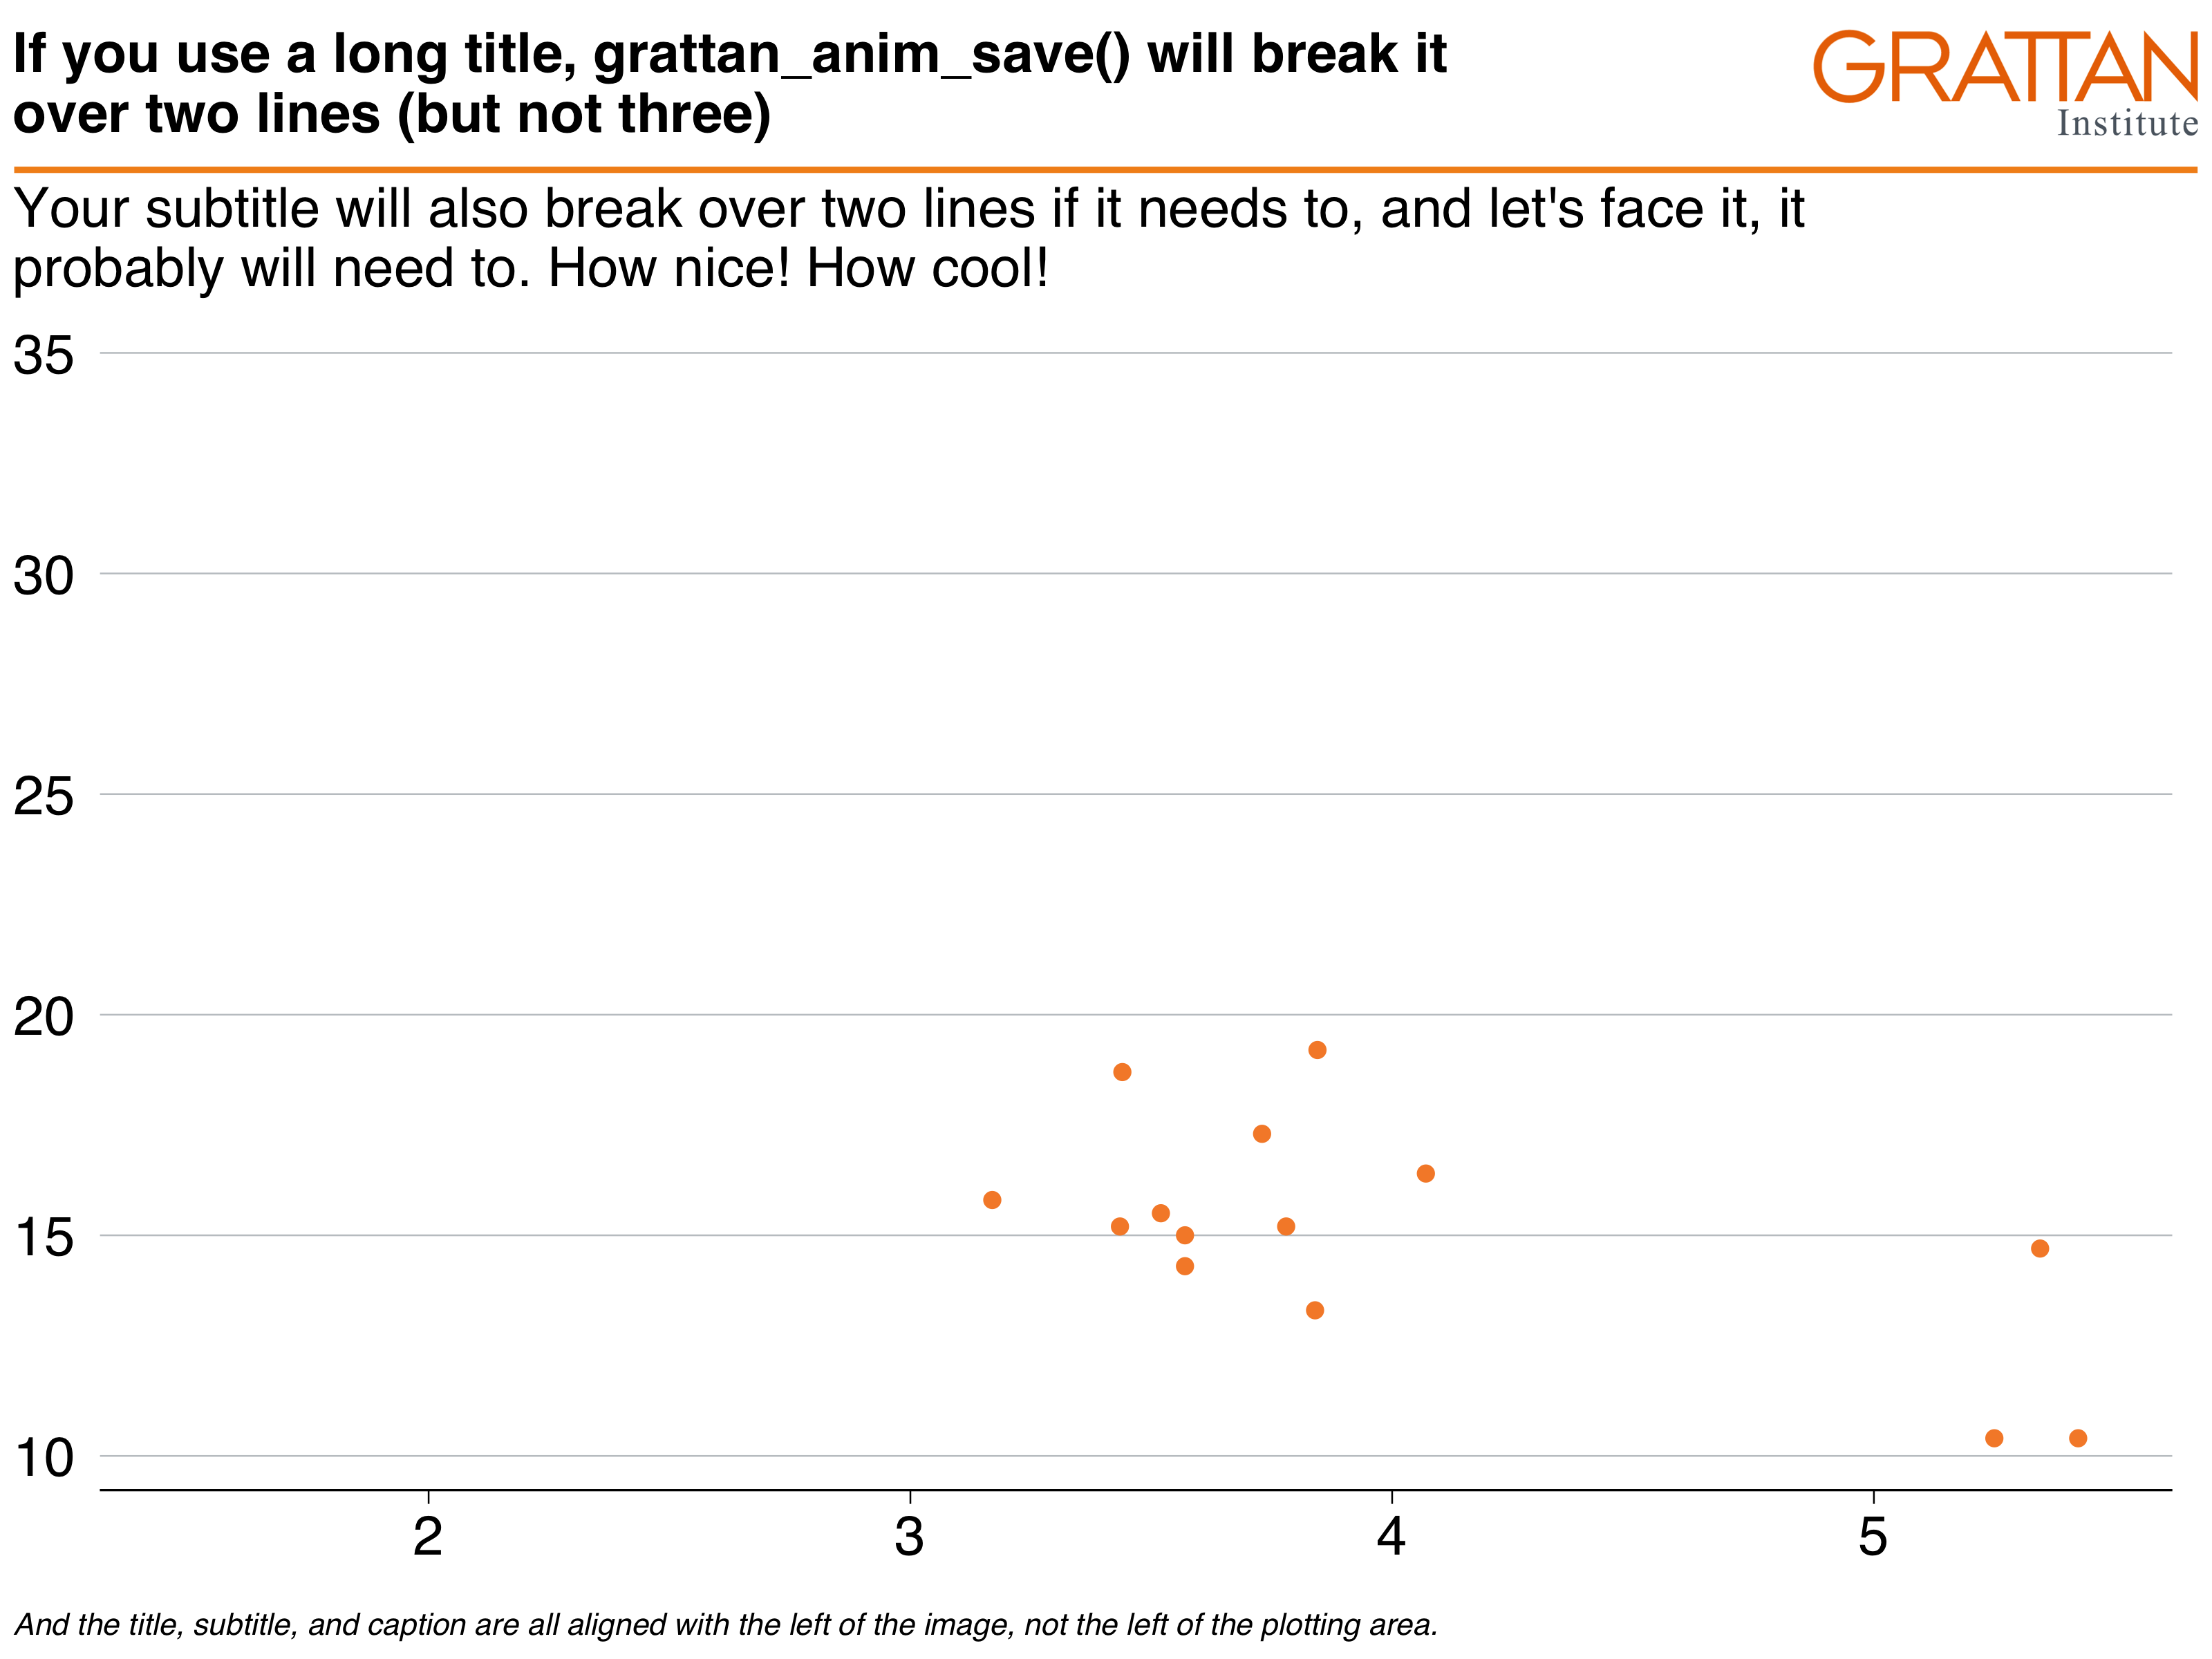 If you use a long title, grattan_anim_save() will break it
over two lines (but not three)
GRATTAN
Institute
Your subtitle will also break over two lines if it needs to, and let's face it, it
probably will need to. How nice! How cool!
35
30
25
20
15
10
2 3 4 5
And the title, subtitle, and caption are all aligned with the left of the image, not the left of the plotting area.